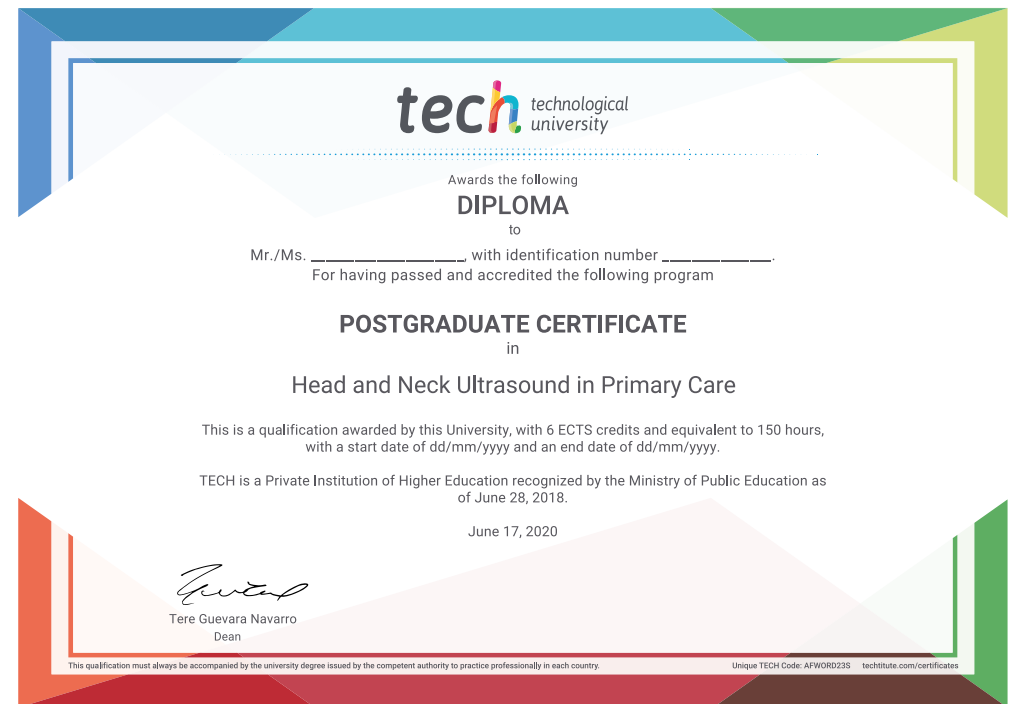 tech technological
university
Awards the following
DIPLOMA
to
Mr./Ms. ____________________, with identification number ______________.
For having passed and accredited the following program
POSTGRADUATE CERTIFICATE
in
Head and Neck Ultrasound in Primary Care
This is a qualification awarded by this University, with 6 ECTS credits and equivalent to 150 hours,
with a start date of dd/mm/yyyy and an end date of dd/mm/yyyy.
TECH is a Private Institution of Higher Education recognized by the Ministry of Public Education as
of June 28, 2018.
June 17, 2020
Tere Guevara Navarro
Dean
This qualification must always be accompanied by the university degree issued by the competent authority to practice professionally in each country. Unique TECH Code: AFWORD23S techtitute.com/certificates